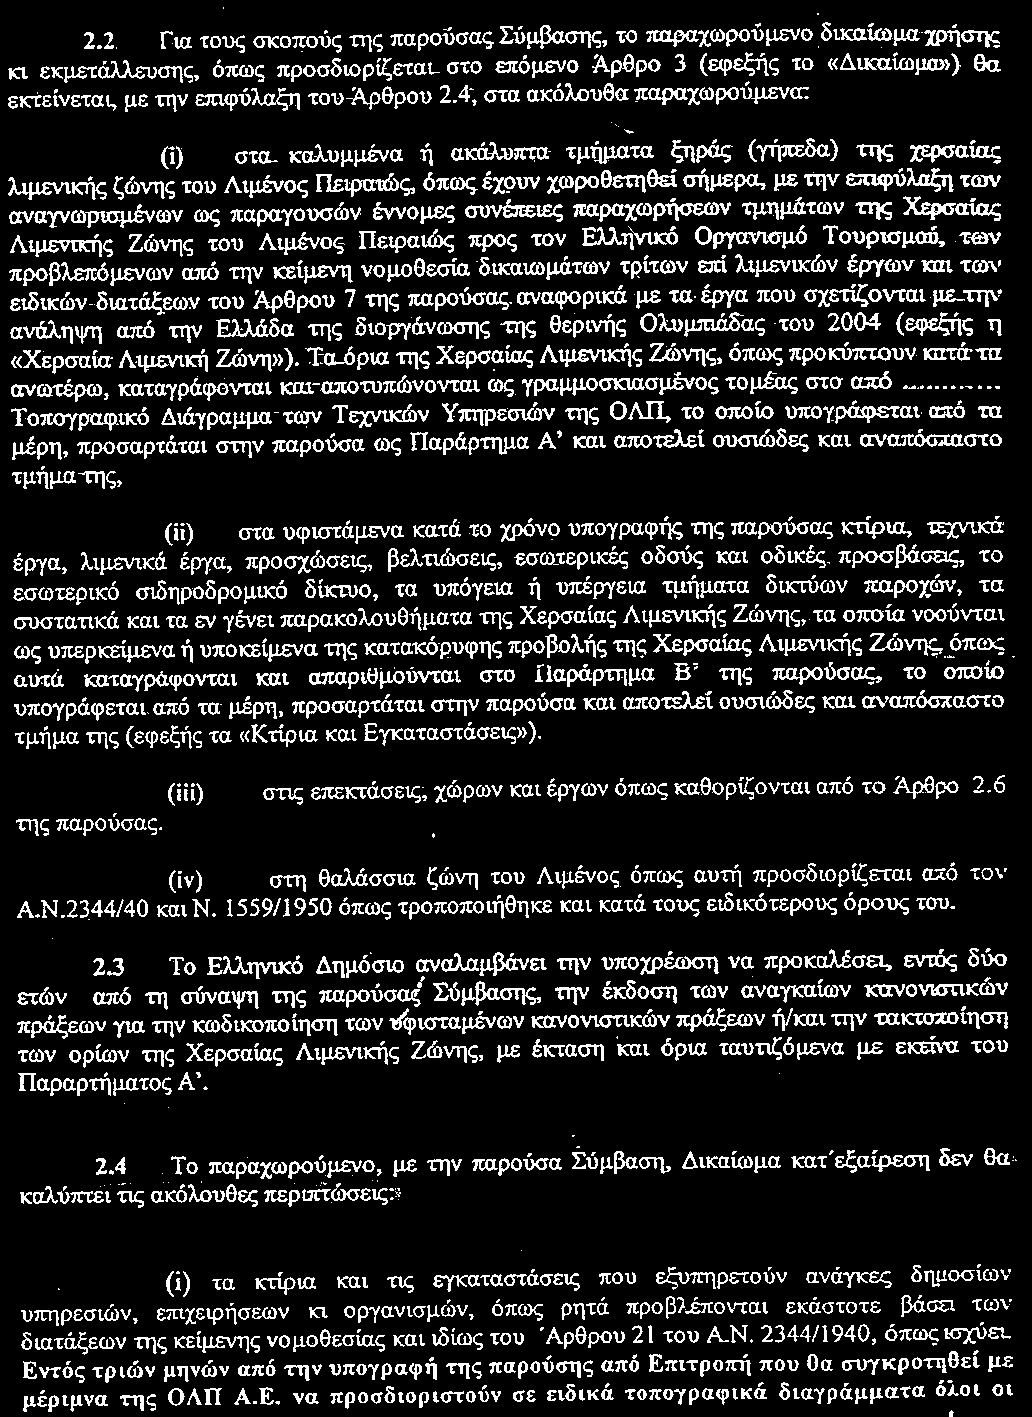 2.2 Για τους σκοπούς της παρούσας Σύμβασης, το παραχωρούμενο δικαίωμα χρήσης
κι εκμετάλλευσης, όπως προσδιορίζεται στο επόμενο Άρθρο 3 (εφεξής το «Δικαίωμα») θα
εκτείνεται, με την επιφύλαξη του Άρθρου 2.4, στα ακόλουθα παραχωρούμενα:
(i) στα καλυμμένα ή ακάλυπτα τμήματα ξηράς (γήπεδα) της χερσαίας
λιμενικής ζώνης του Λιμένος Πειραιώς, όπως έχουν χωροθετηθεί σήμερα, με την επιφύλαξη των
αναγνωρισμένων ως παραγουσών έννομες συνέπειες παραχωρήσεων τμημάτων της Χερσαίας
Λιμενικής Ζώνης του Λιμένος Πειραιώς προς τον Ελληνικό Οργανισμό Τουρισμού, των
προβλεπόμενων από την κείμενη νομοθεσία δικαιωμάτων τρίτων επί λιμενικών έργων και των
ειδικών διατάξεων του Άρθρου 7 της παρούσας αναφορικά με τα έργα που σχετίζονται με την
ανάληψη από την Ελλάδα της διοργάνωσης της θερινής Ολυμπιάδας του 2004 (εφεξής η
«Χερσαία Λιμενική Ζώνη»). Τα όρια της Χερσαίας Λιμενικής Ζώνης, όπως προκύπτουν κατά τα
ανωτέρω, καταγράφονται και αποτυπώνονται ως γραμμοσκιασμένος τομέας στο από ............
Τοπογραφικό Διάγραμμα των Τεχνικών Υπηρεσιών της ΟΛΠ, το οποίο υπογράφεται από τα
μέρη, προσαρτάται στην παρούσα ως Παράρτημα Α’ και αποτελεί ουσιώδες και αναπόσπαστο
τμήμα της,
(ii) στα υφιστάμενα κατά το χρόνο υπογραφής της παρούσας κτίρια, τεχνικά
έργα, λιμενικά έργα, προσχώσεις, βελτιώσεις, εσωτερικές οδούς και οδικές προσβάσεις, το
εσωτερικό σιδηροδρομικό δίκτυο, τα υπόγεια ή υπέργεια τμήματα δικτύων παροχών, τα
συστατικά και τα εν γένει παρακολουθήματα της Χερσαίας Λιμενικής Ζώνης, τα οποία νοούνται
ως υπερκείμενα ή υποκείμενα της κατακόρυφης προβολής της Χερσαίας Λιμενικής Ζώνης, όπως
αυτά καταγράφονται και απαριθμούνται στο Παράρτημα Β’ της παρούσας, το οποίο
υπογράφεται από τα μέρη, προσαρτάται στην παρούσα και αποτελεί ουσιώδες και αναπόσπαστο
τμήμα της (εφεξής τα «Κτίρια και Εγκαταστάσεις»).
(iii) στις επεκτάσεις, χώρων και έργων όπως καθορίζονται από το Άρθρο 2.6
της παρούσας.
(iv) στη θαλάσσια ζώνη του Λιμένος όπως αυτή προσδιορίζεται από τον
Α.Ν.2344/40 και Ν. 1559/1950 όπως τροποποιήθηκε και κατά τους ειδικότερους όρους του.
2.3 Το Ελληνικό Δημόσιο αναλαμβάνει την υποχρέωση να προκαλέσει, εντός δύο
ετών από τη σύναψη της παρούσας Σύμβασης, την έκδοση των αναγκαίων κανονιστικών
πράξεων για την κωδικοποίηση των υφισταμένων κανονιστικών πράξεων ή/και την τακτοποίηση
των ορίων της Χερσαίας Λιμενικής Ζώνης, με έκταση και όρια ταυτιζόμενα με εκείνα του
Παραρτήματος Α’.
2.4 Το παραχωρούμενο, με την παρούσα Σύμβαση, Δικαίωμα κατ΄εξαίρεση δεν θα
καλύπτει τις ακόλουθες περιπτώσεις:
(i) τα κτίρια και τις εγκαταστάσεις που εξυπηρετούν ανάγκες δημοσίων
υπηρεσιών, επιχειρήσεων κι οργανισμών, όπως ρητά προβλέπονται εκάστοτε βάσει των
διατάξεων της κείμενης νομοθεσίας και ιδίως του Άρθρου 21 του Α.Ν. 2344/1940, όπως ισχύει.
Εντός τριών μηνών από την υπογραφή της παρούσης από Επιτροπή που θα συγκροτηθεί με
μέριμνα της ΟΛΠ Α.Ε. να προσδιοριστούν σε ειδικά τοπογραφικά διαγράμματα όλοι οι